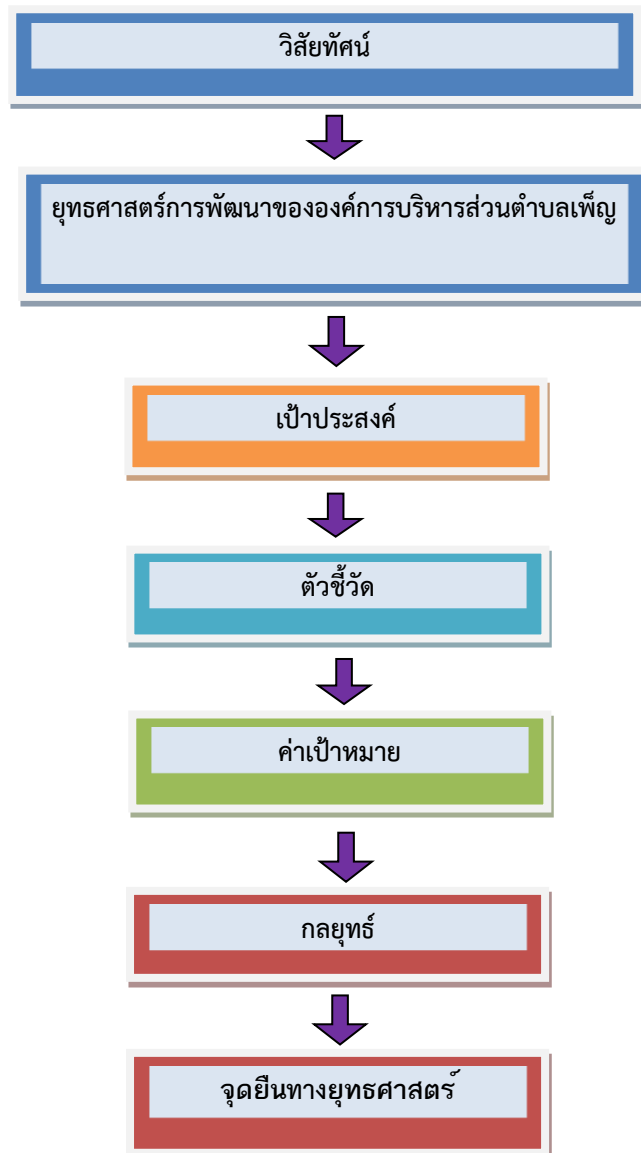 วิสัยทัศน์
ยุทธศาสตร์การพัฒนาขององค์การบริหารส่วนตำบลเพ็ญ
เป้าประสงค์
ตัวชี้วัด
ค่าเป้าหมาย
กลยุทธ์
จุดยืนทางยุทธศาสตร์